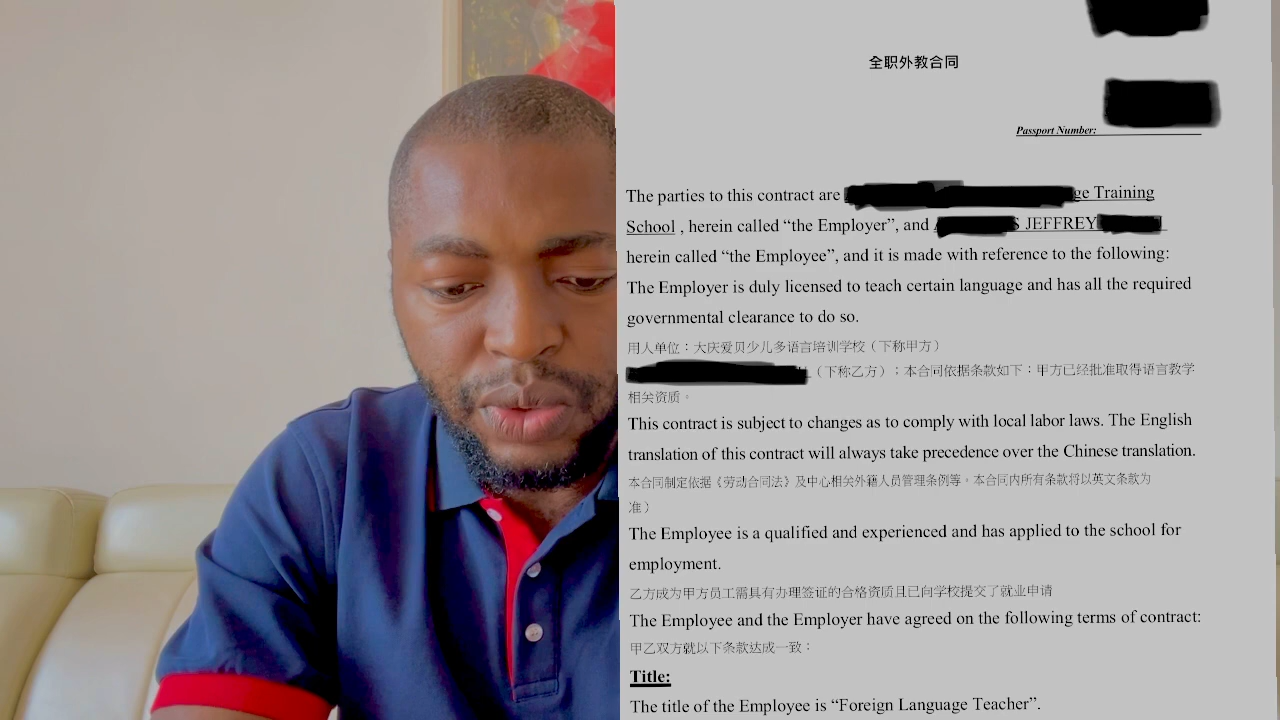 全职外教合同
Passport Number:
The parties to this contract are ge Training
School , herein called “the Employer”, and S JEFFREY
herein called “the Employee”, and it is made with reference to the following:
The Employer is duly licensed to teach certain language and has all the required
governmental clearance to do so.
用人单位：大庆爱贝少儿多语言培训学校（下称甲方）
（下称乙方）；本合同依据条款如下：甲方已经批准取得语言教学
相关资质。
This contract is subject to changes as to comply with local labor laws. The English
translation of this contract will always take precedence over the Chinese translation.
本合同制定依据《劳动合同法》及中心相关外籍人员管理条例等。本合同内所有条款将以英文条款为
准）
The Employee is a qualified and experienced and has applied to the school for
employment.
乙方成为甲方员工需具有办理签证的合格资质且已向学校提交了就业申请
The Employee and the Employer have agreed on the following terms of contract:
甲乙双方就以下条款达成一致：
Title:
The title of the Employee is “Foreign Language Teacher”.